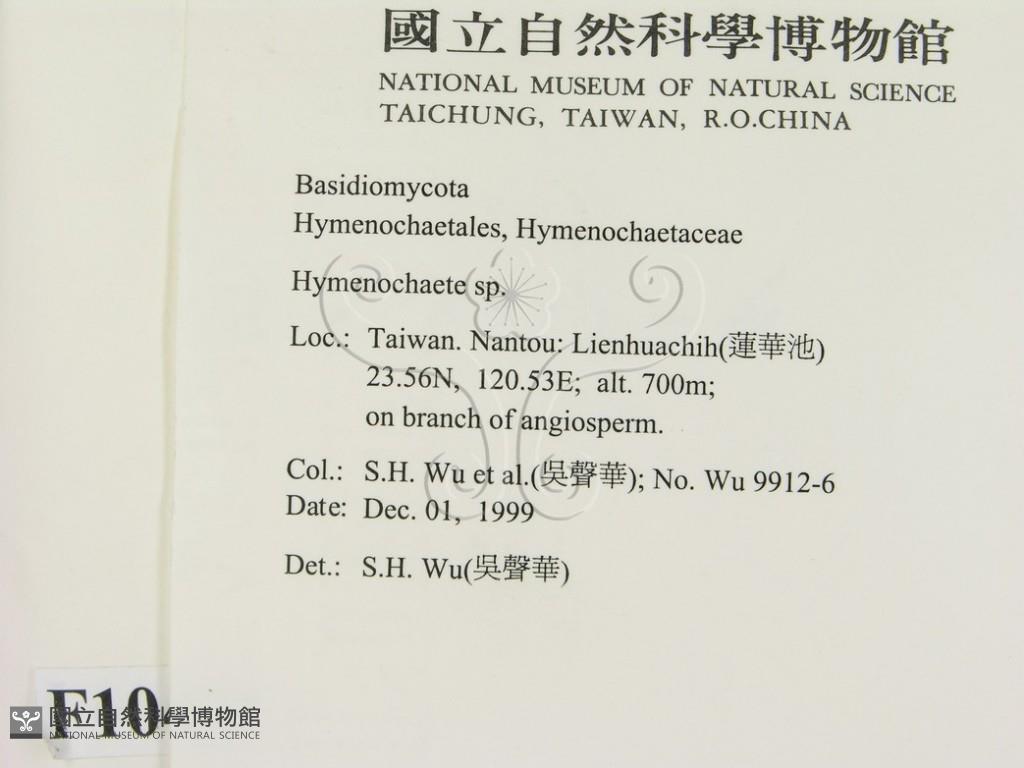 國立自然科學博物館
NATIONAL MUSEUM OF NATURAL SCIENCE
TAICHUNG, TAIWAN, R.O.CHINA
Basidiomycota
Hymenochaetales, Hymenochaetaceae
Hymenochaete sp.
Loc.: Taiwan. Nantou: Lienhuachih(蓮華池)
23.56N, 120.53E; alt. 700m;
on branch of angiosperm.
Col.: S.H. Wu et al.(吳聲華); No. Wu 9912-6
Date: Dec. 01, 1999
Det.: S.H. Wu(吳聲華)
F10
國立自然科學博物館
NATIONAL MUSEUM OF NATURAL SCIENCE